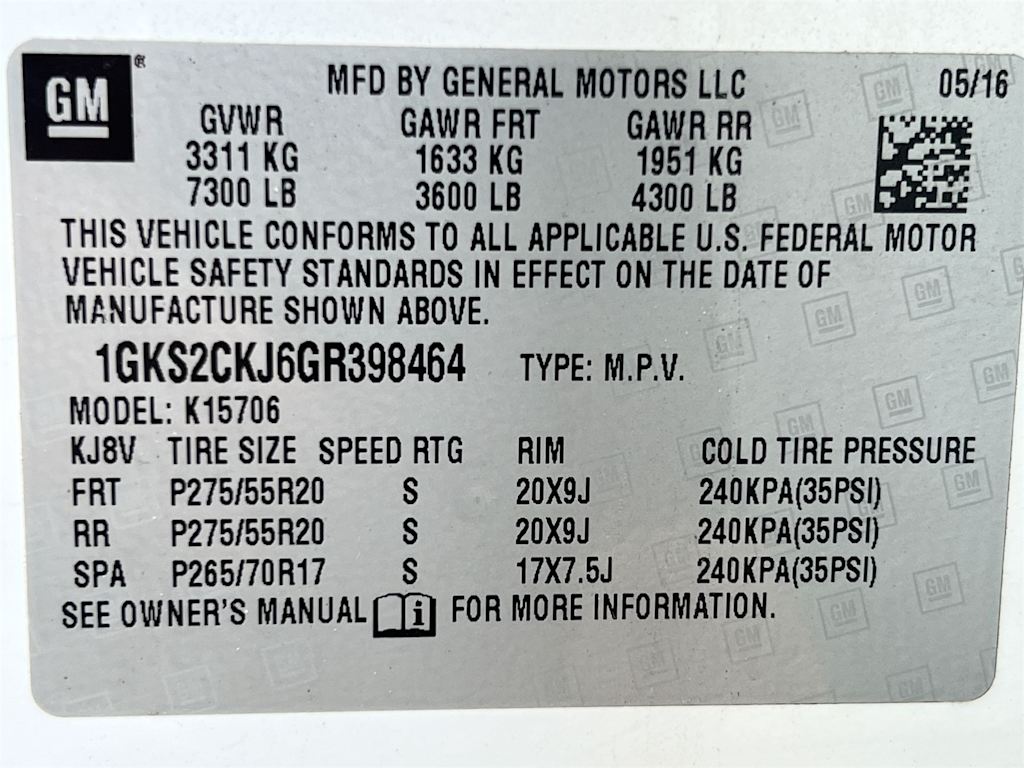 GM®
MFD BY GENERAL MOTORS LLC 05/16
GVWR GAWR FRT GAWR RR
3311 KG 1633 KG 1951 KG
7300 LB 3600 LB 4300 LB
THIS VEHICLE CONFORMS TO ALL APPLICABLE U.S. FEDERAL MOTOR
VEHICLE SAFETY STANDARDS IN EFFECT ON THE DATE OF
MANUFACTURE SHOWN ABOVE.
1GKS2CKJ6GR398464 TYPE: M.P.V.
MODEL: K15706
KJ8V TIRE SIZE SPEED RTG RIM COLD TIRE PRESSURE
FRT P275/55R20 S 20X9J 240KPA(35PSI)
RR P275/55R20 S 20X9J 240KPA(35PSI)
SPA P265/70R17 S 17X7.5J 240KPA(35PSI)
SEE OWNER'S MANUAL i FOR MORE INFORMATION.